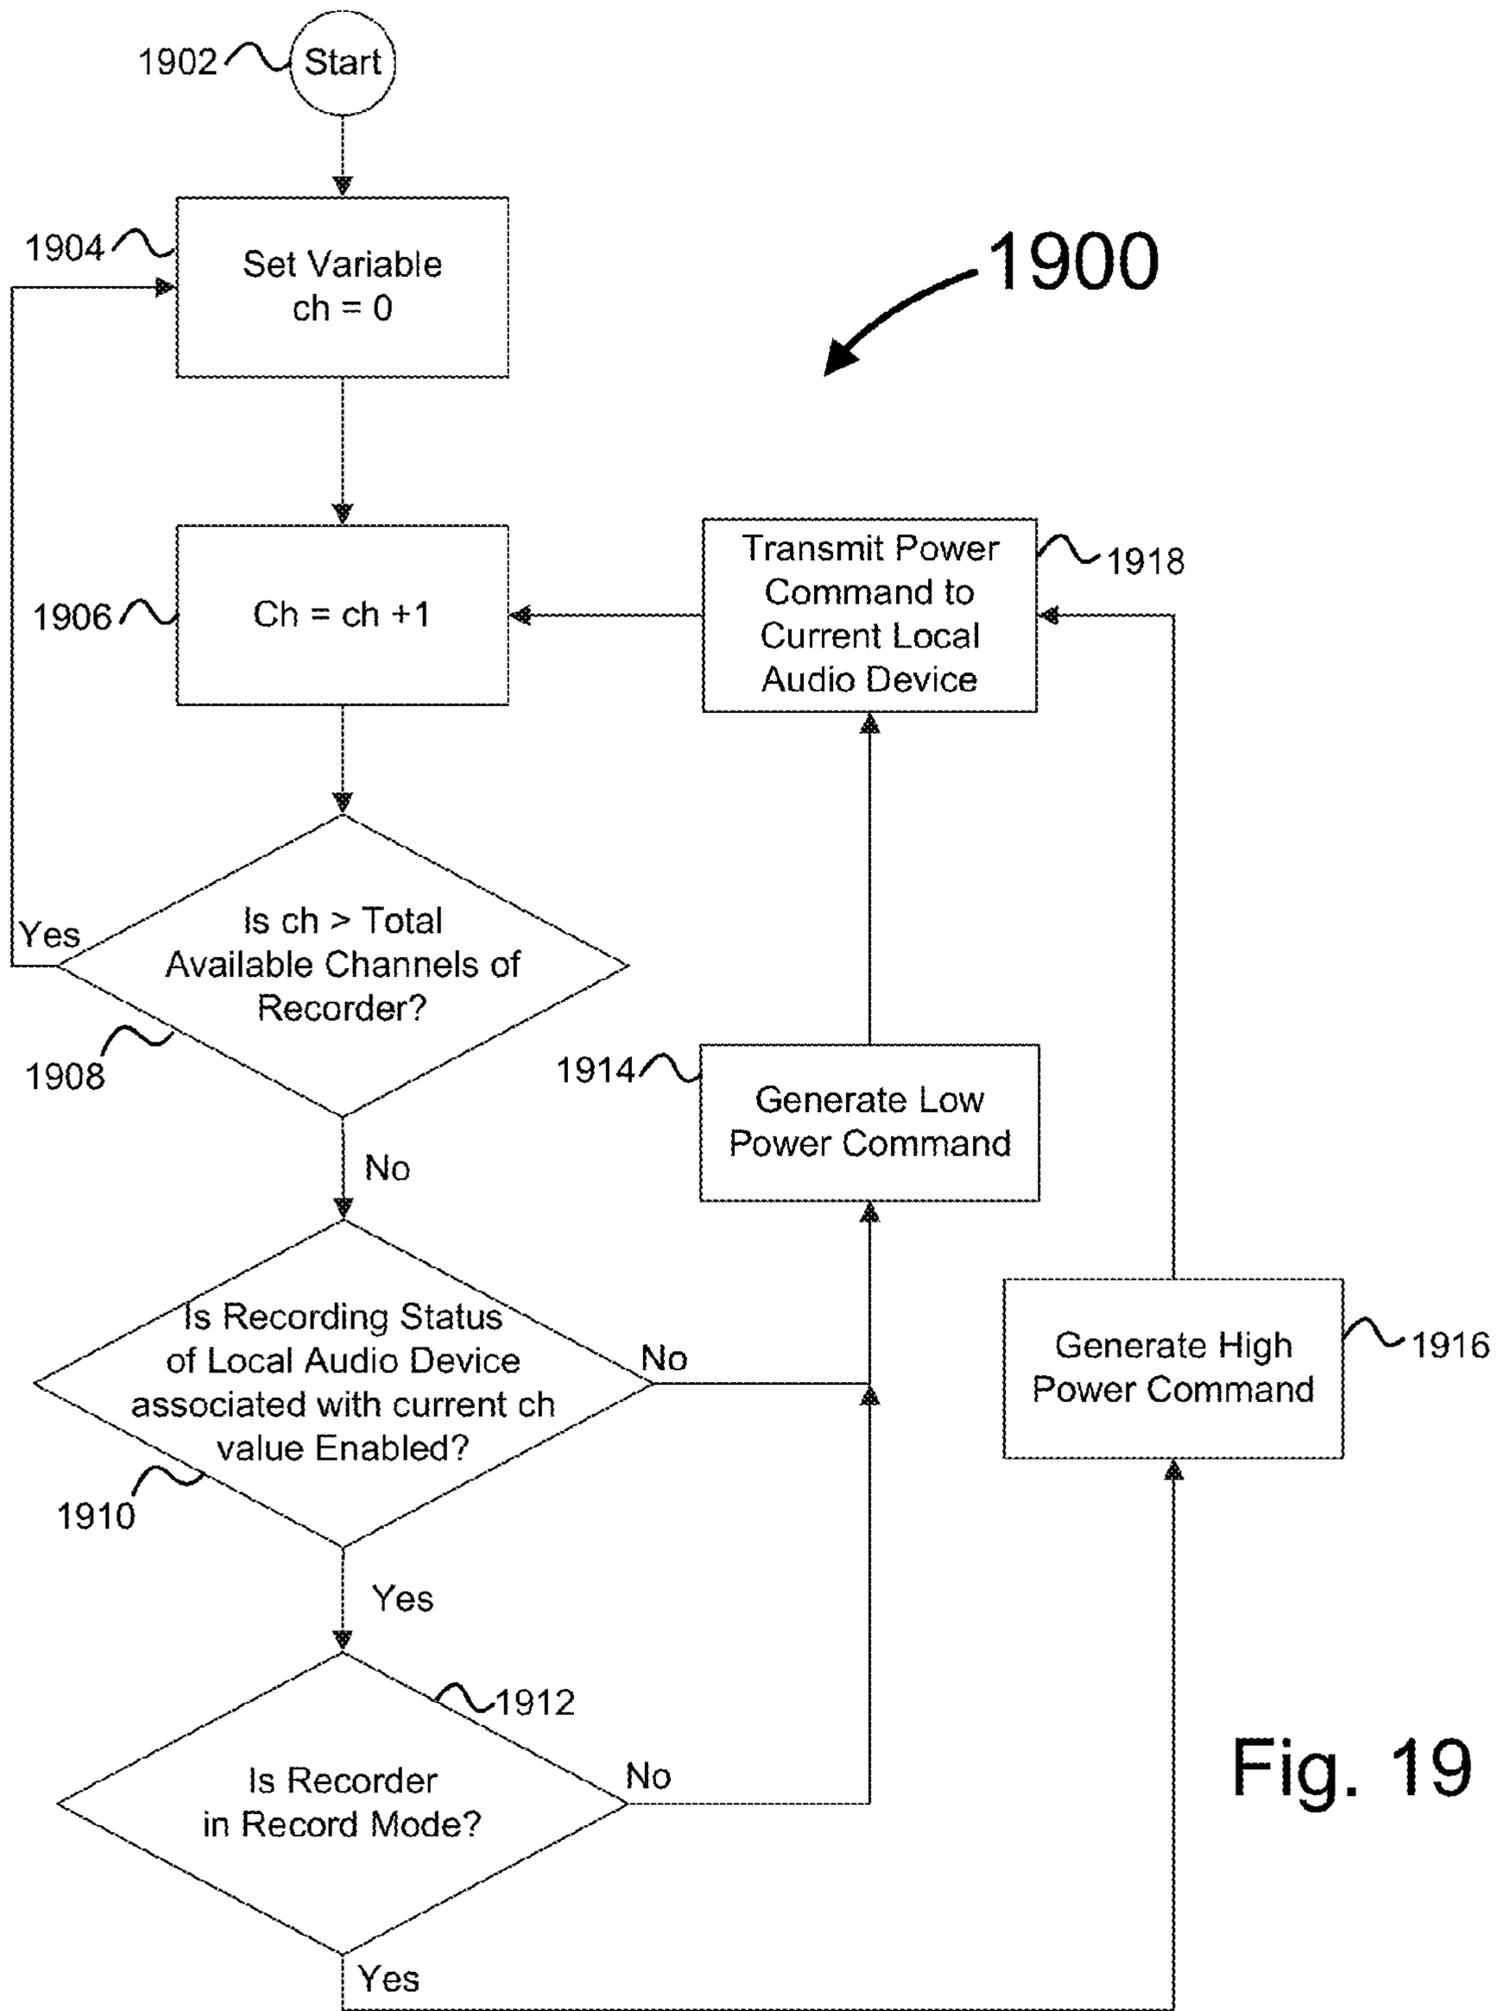 1902
Start
1904
Set Variable
ch = 0
1900
1906
Ch = ch +1
Transmit Power
Command to
Current Local
Audio Device
1918
Yes
Is ch > Total
Available Channels of
Recorder?
1908
No
1914
Generate Low
Power Command
Is Recording Status
of Local Audio Device
associated with current ch
value Enabled?
No
1910
Generate High
Power Command
1916
Yes
1912
Is Recorder
in Record Mode?
No
Yes
Fig. 19